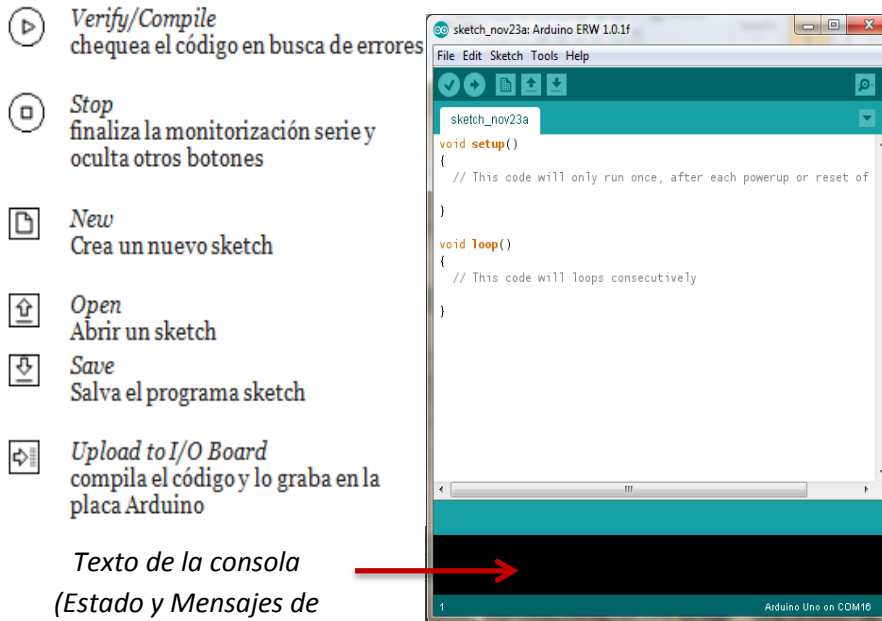 Verify/Compile
chequea el código en busca de errores
Stop
finaliza la monitorización serie y
oculta otros botones
New
Crea un nuevo sketch
Open
Abrir un sketch
Save
Salva el programa sketch
Upload to I/O Board
compila el código y lo graba en la
placa Arduino
Texto de la consola
(Estado y Mensajes de
sketch_nov23a: Arduino ERW 1.0.1f
File Edit Sketch Tools Help
sketch_nov23a
void setup()
{
// This code will only run once, after each powerup or reset of
}
void loop()
{
// This code will loops consecutively
}
1
Arduino Uno on COM16